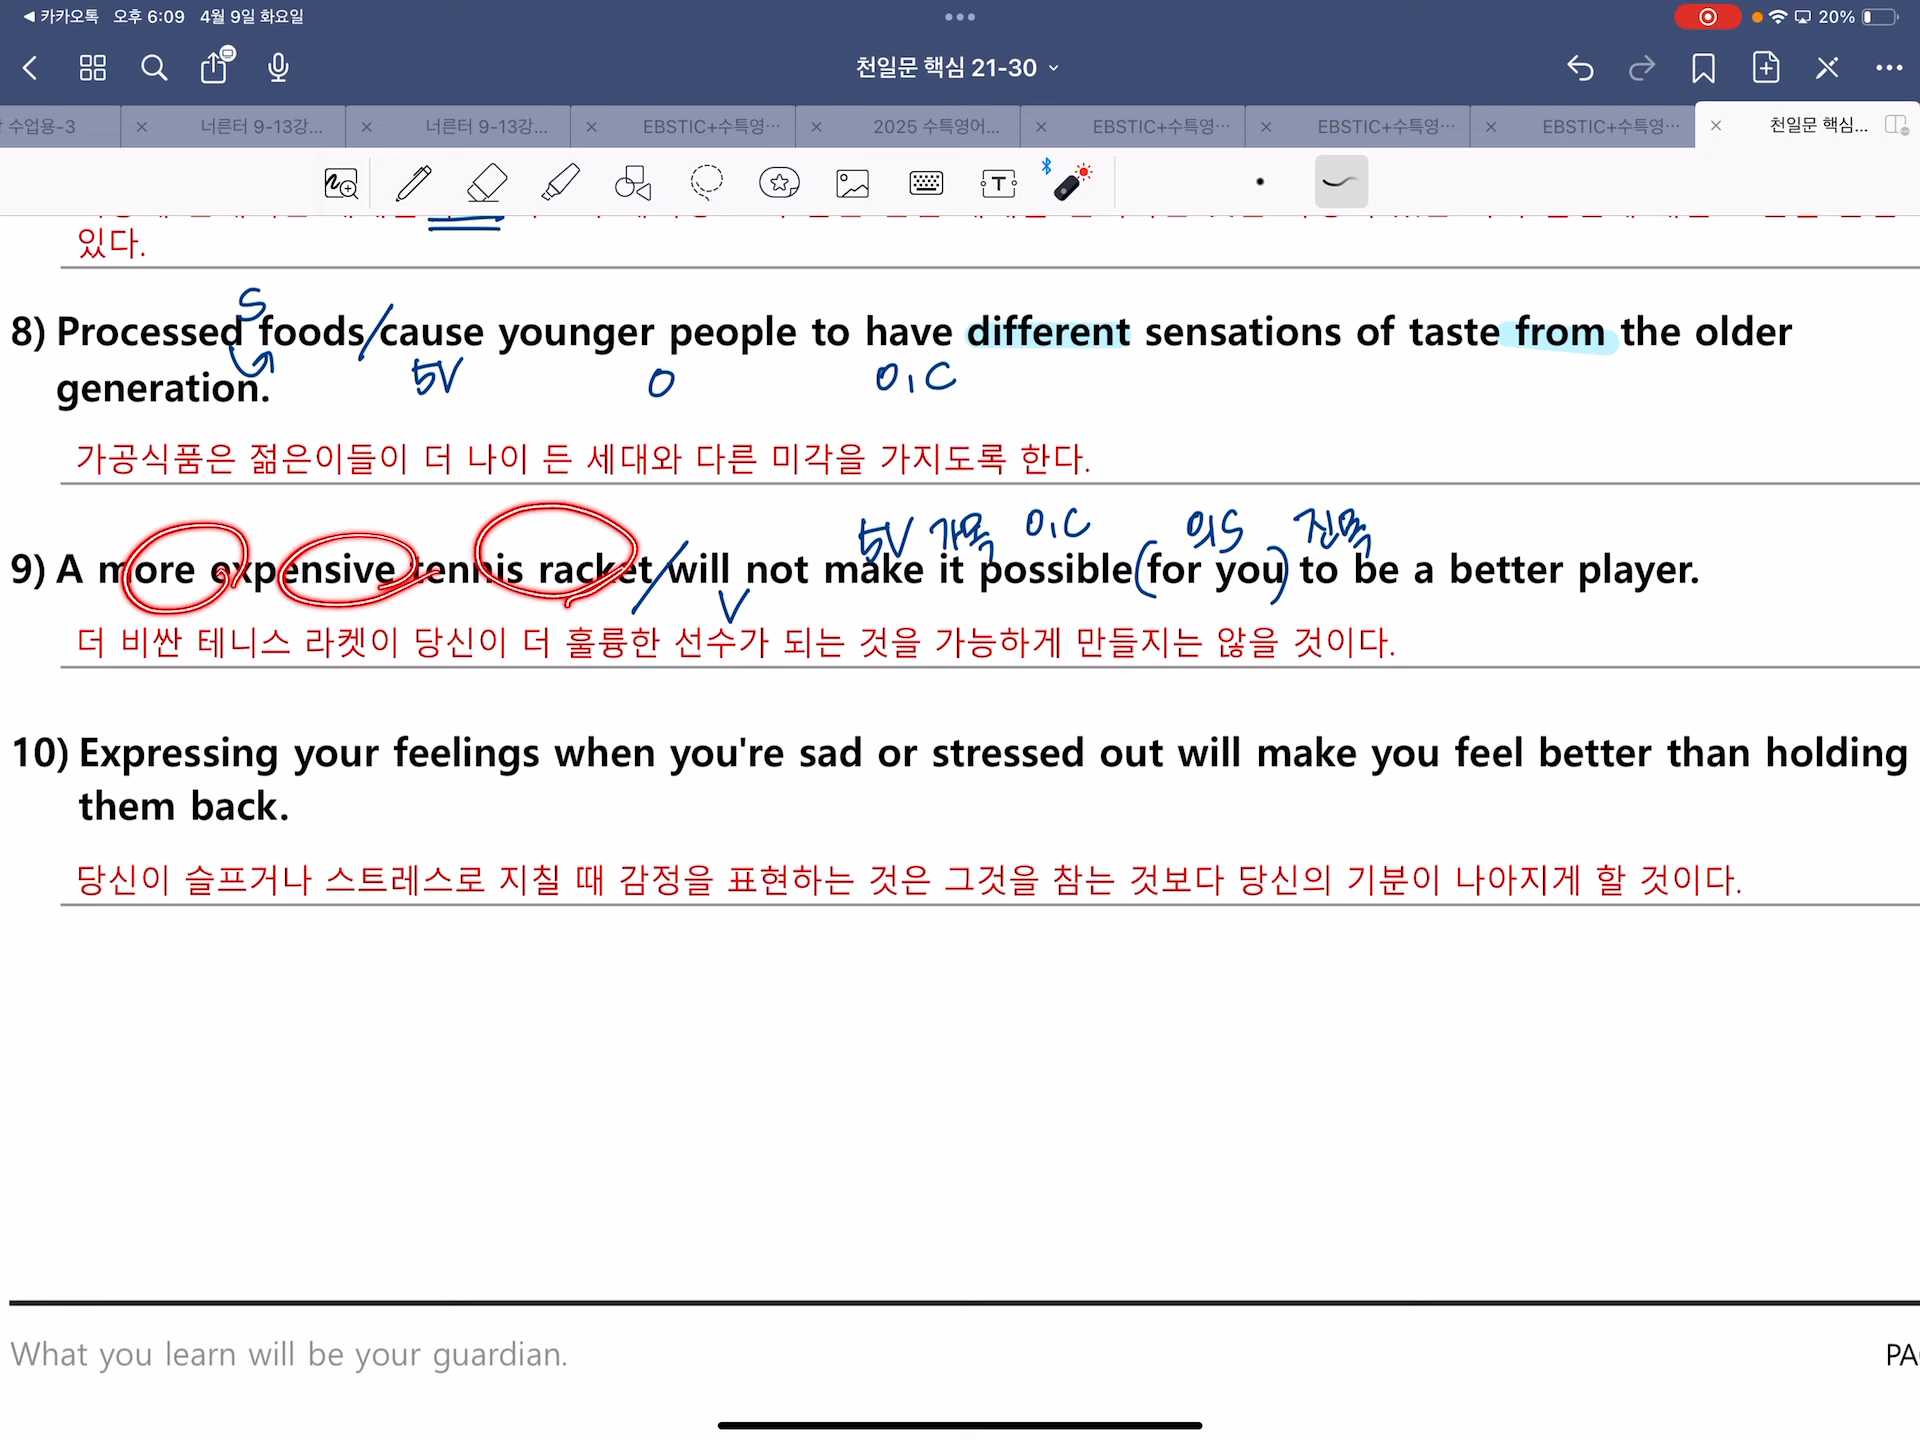 ◀ 카카오톡 오후 6:09 4월 9일 화요일
20%
천일문 핵심 21-30
수업용-3
너른터 9-13강...
너른터 9-13강...
EBSTIC+수특영...
2025 수특영어...
EBSTIC+수특영...
EBSTIC+수특영...
EBSTIC+수특영...
천일문 핵심...
있다.
S
8) Processed foods/cause younger people to have different sensations of taste from the older
generation.
5V O O,C
가공식품은 젊은이들이 더 나이 든 세대와 다른 미각을 가지도록 한다.
5V 가목 O,C 의S 진목
9) A more expensive tennis racket/will not make it possible(for you) to be a better player.
V
더 비싼 테니스 라켓이 당신이 더 훌륭한 선수가 되는 것을 가능하게 만들지는 않을 것이다.
10) Expressing your feelings when you're sad or stressed out will make you feel better than holding
them back.
당신이 슬프거나 스트레스로 지칠 때 감정을 표현하는 것은 그것을 참는 것보다 당신의 기분이 나아지게 할 것이다.
What you learn will be your guardian.